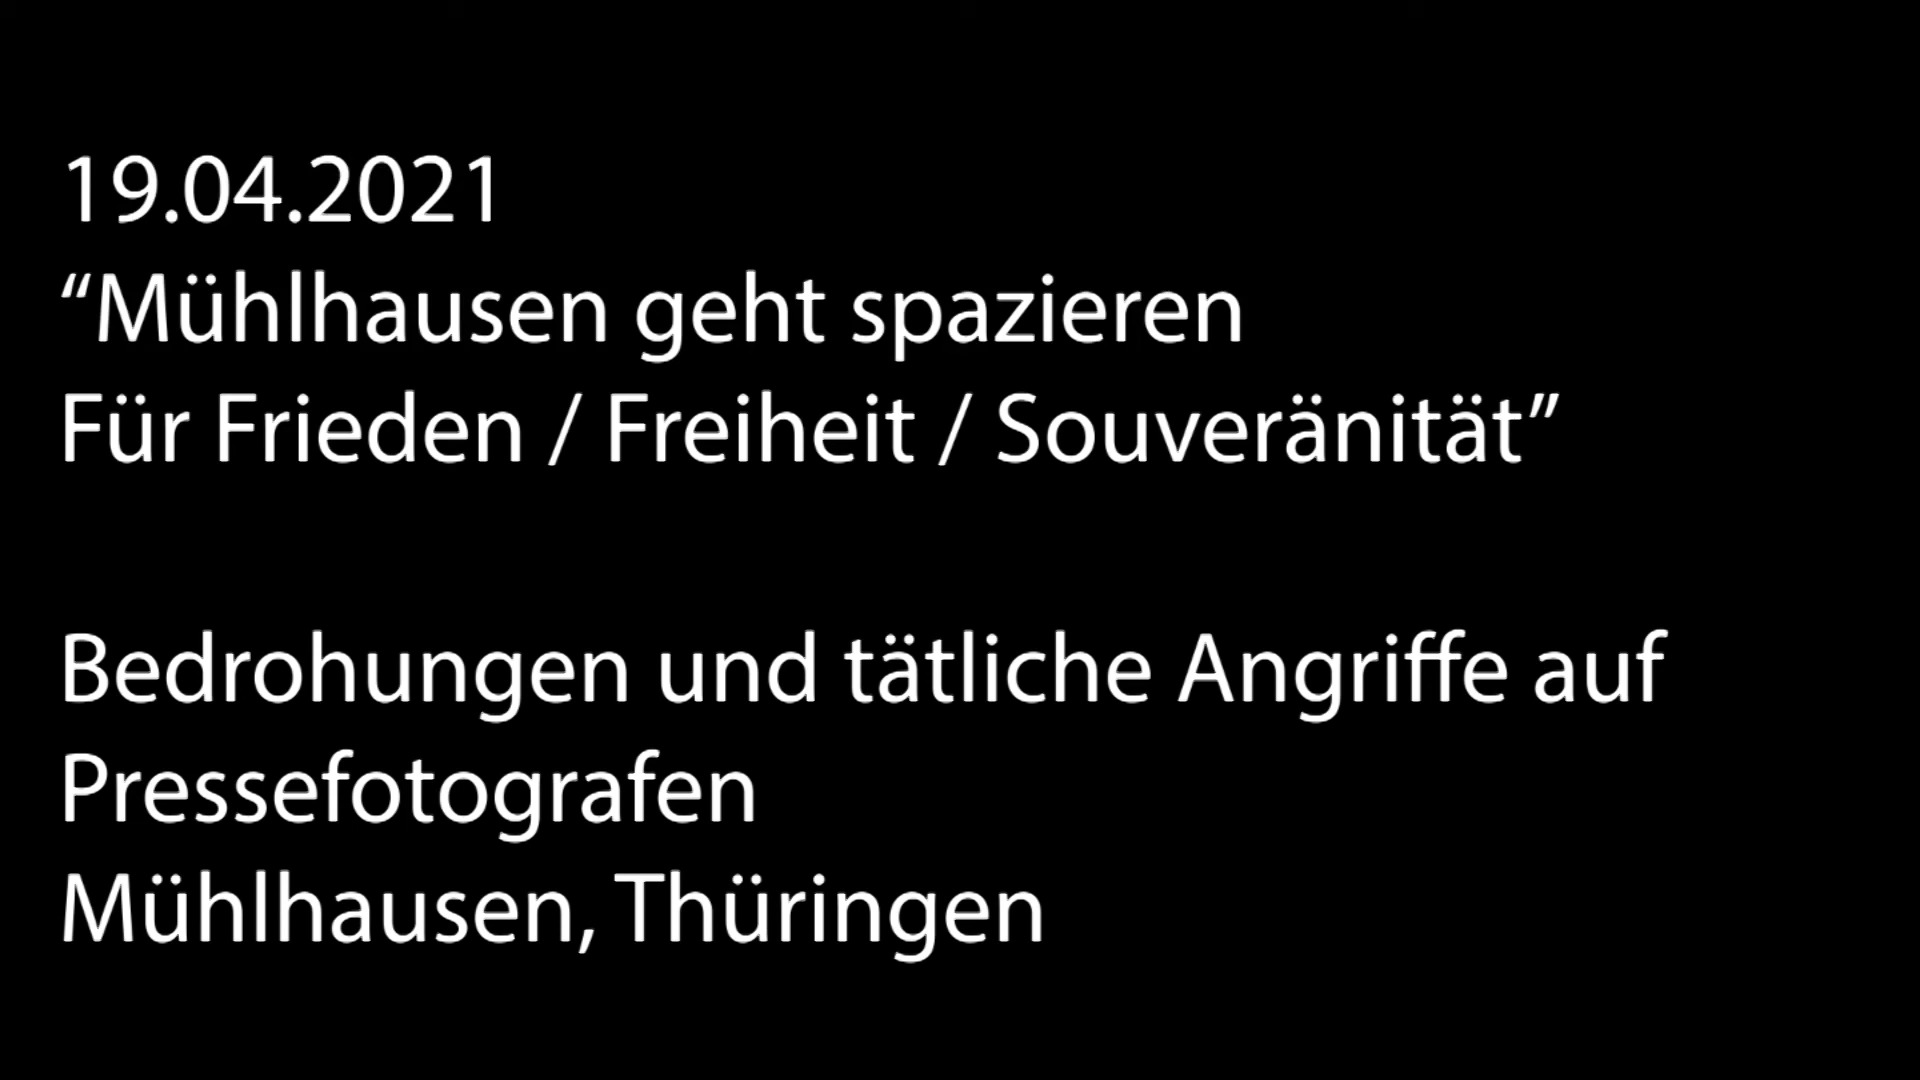 19.04.2021
“Mühlhausen geht spazieren
Für Frieden / Freiheit / Souveränität”
Bedrohungen und tätliche Angriffe auf
Pressefotografen
Mühlhausen, Thüringen